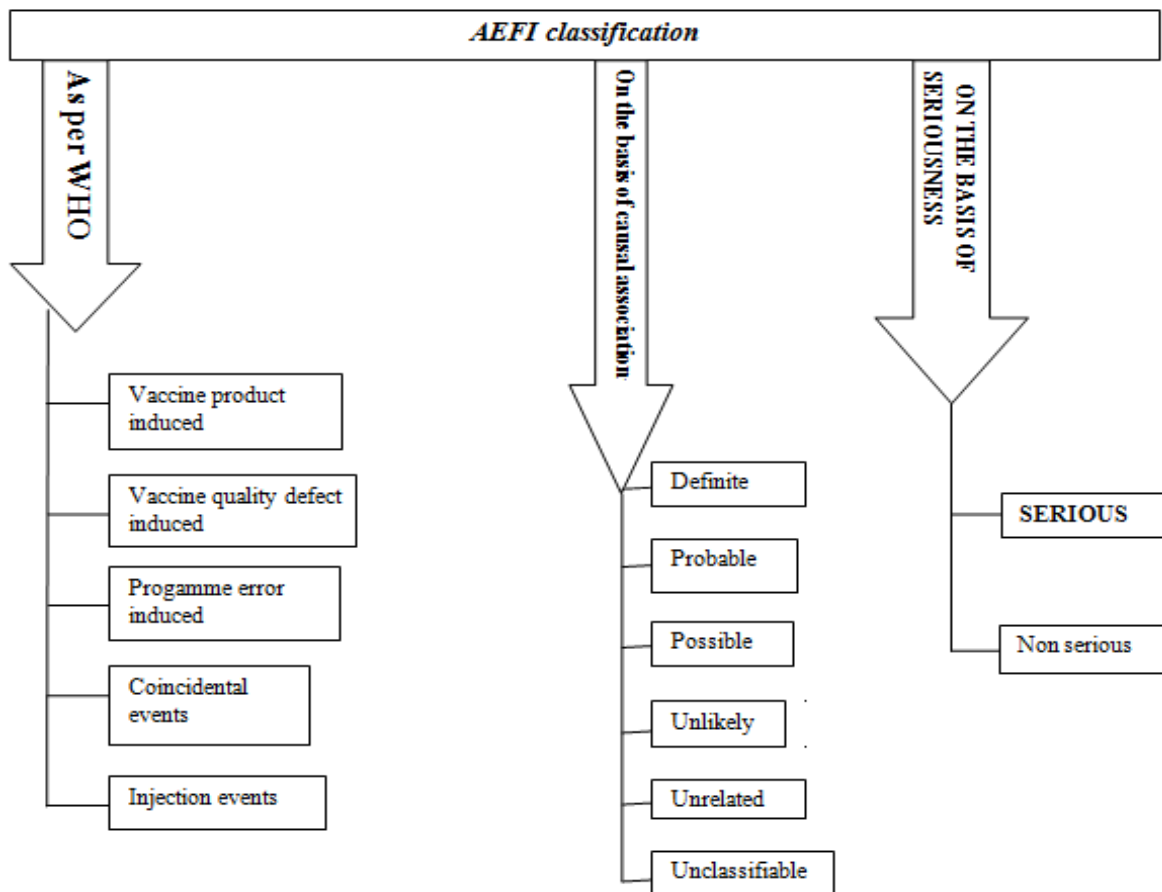 AEFI classification
As per WHO
Vaccine product
induced
Vaccine quality defect
induced
Progamme error
induced
Coincidental
events
Injection events
On the basis of causal association
Definite
Probable
Possible
Unlikely
Unrelated
Unclassifiable
ON THE BASIS OF
SERIOUSNESS
SERIOUS
Non serious